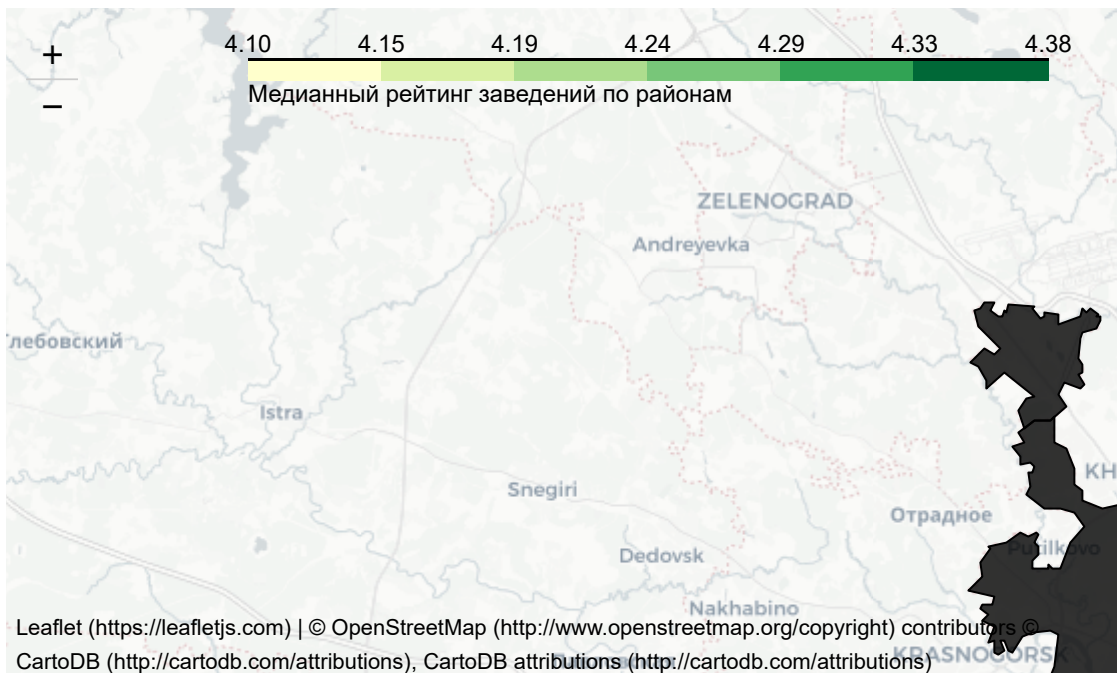 +
−
4.10 4.15 4.19 4.24 4.29 4.33 4.38
Медианный рейтинг заведений по районам
ZELENOGRAD
Andreyevka
лебовский
Istra
KH
Snegiri
Отрадное
Putilkovo
Dedovsk
Nakhabino
Leaflet (https://leafletjs.com) | © OpenStreetMap (http://www.openstreetmap.org/copyright) contributors ©
KRASNOGORSK
CartoDB (http://cartodb.com/attributions), CartoDB attributions (http://cartodb.com/attributions)